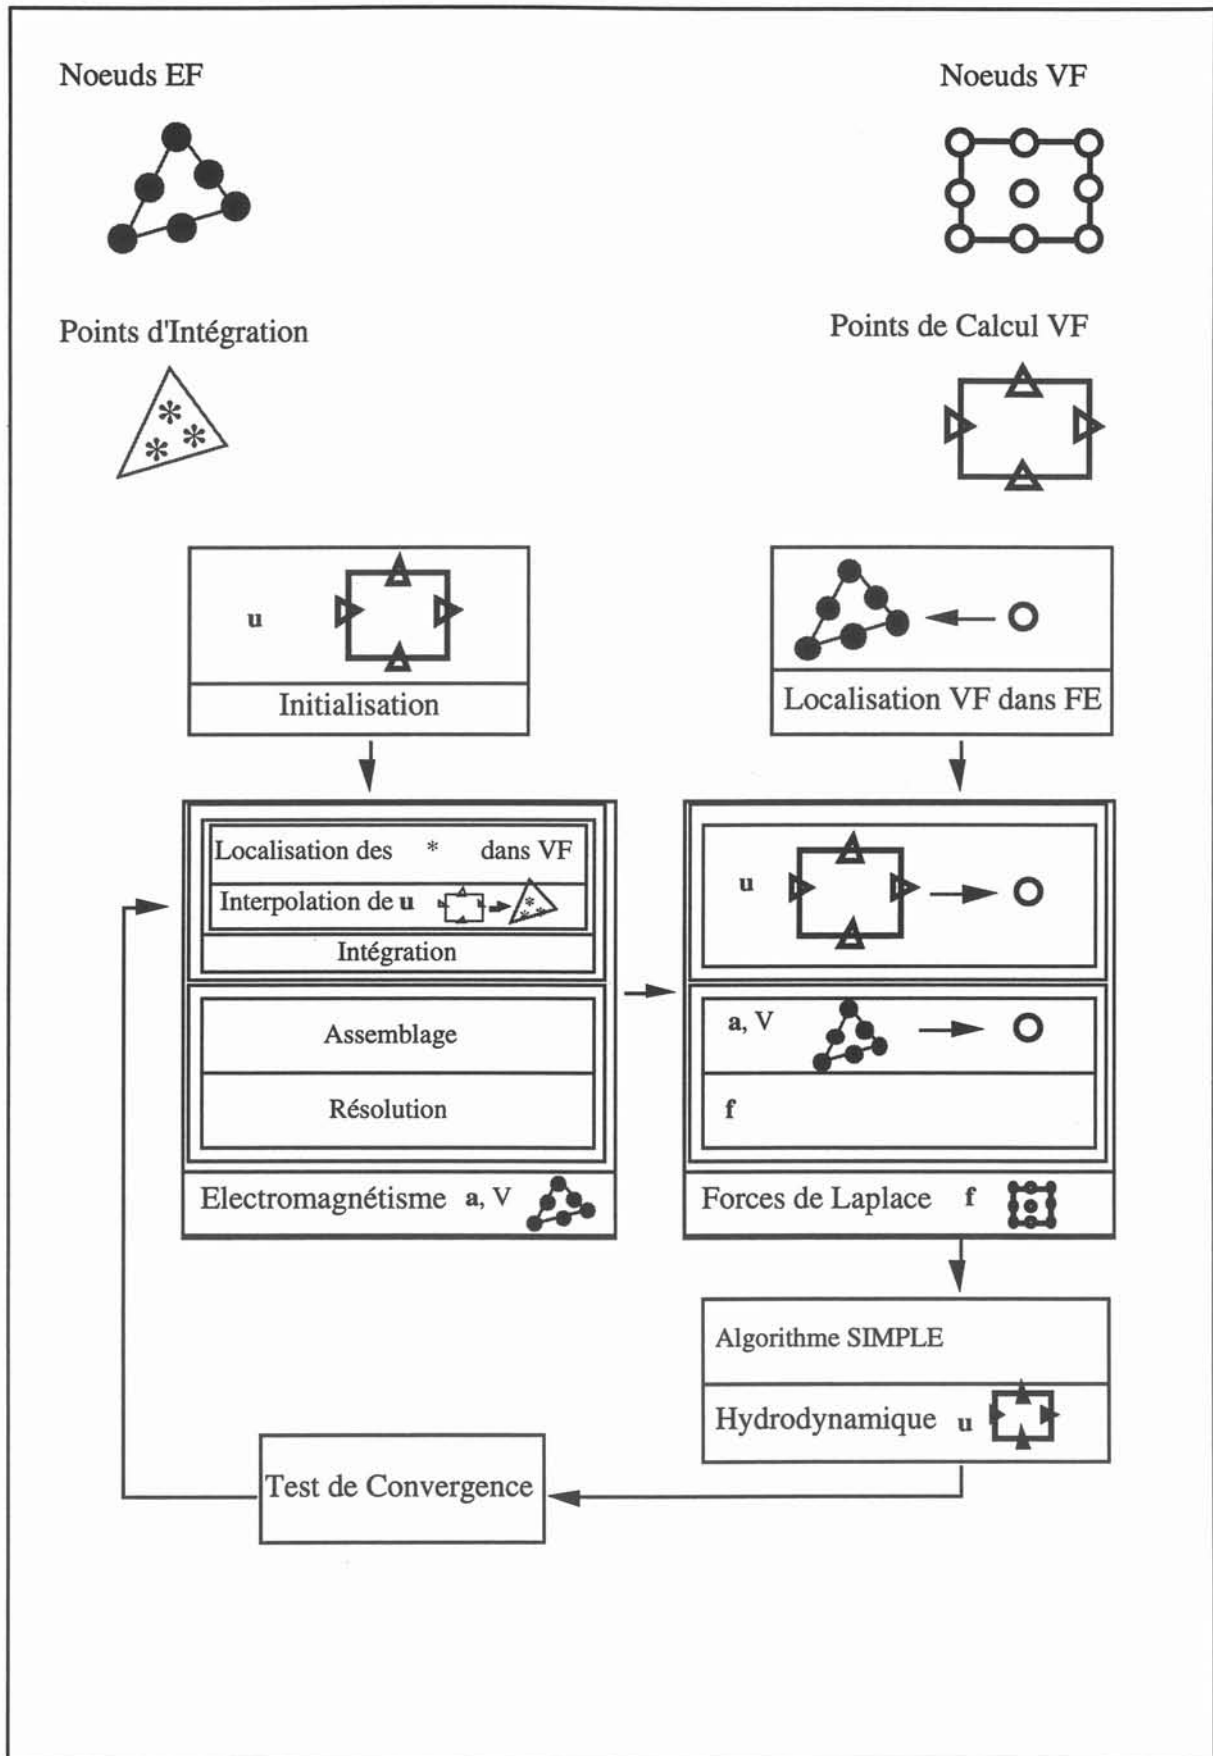 Noeuds EF
Noeuds VF
Points d'Intégration
Points de Calcul VF
u
Initialisation
Localisation VF dans FE
Localisation des * dans VF
Interpolation de u
Intégration
Assemblage
Résolution
Electromagnétisme a, V
u
a, V
f
Forces de Laplace f
Algorithme SIMPLE
Hydrodynamique u
Test de Convergence